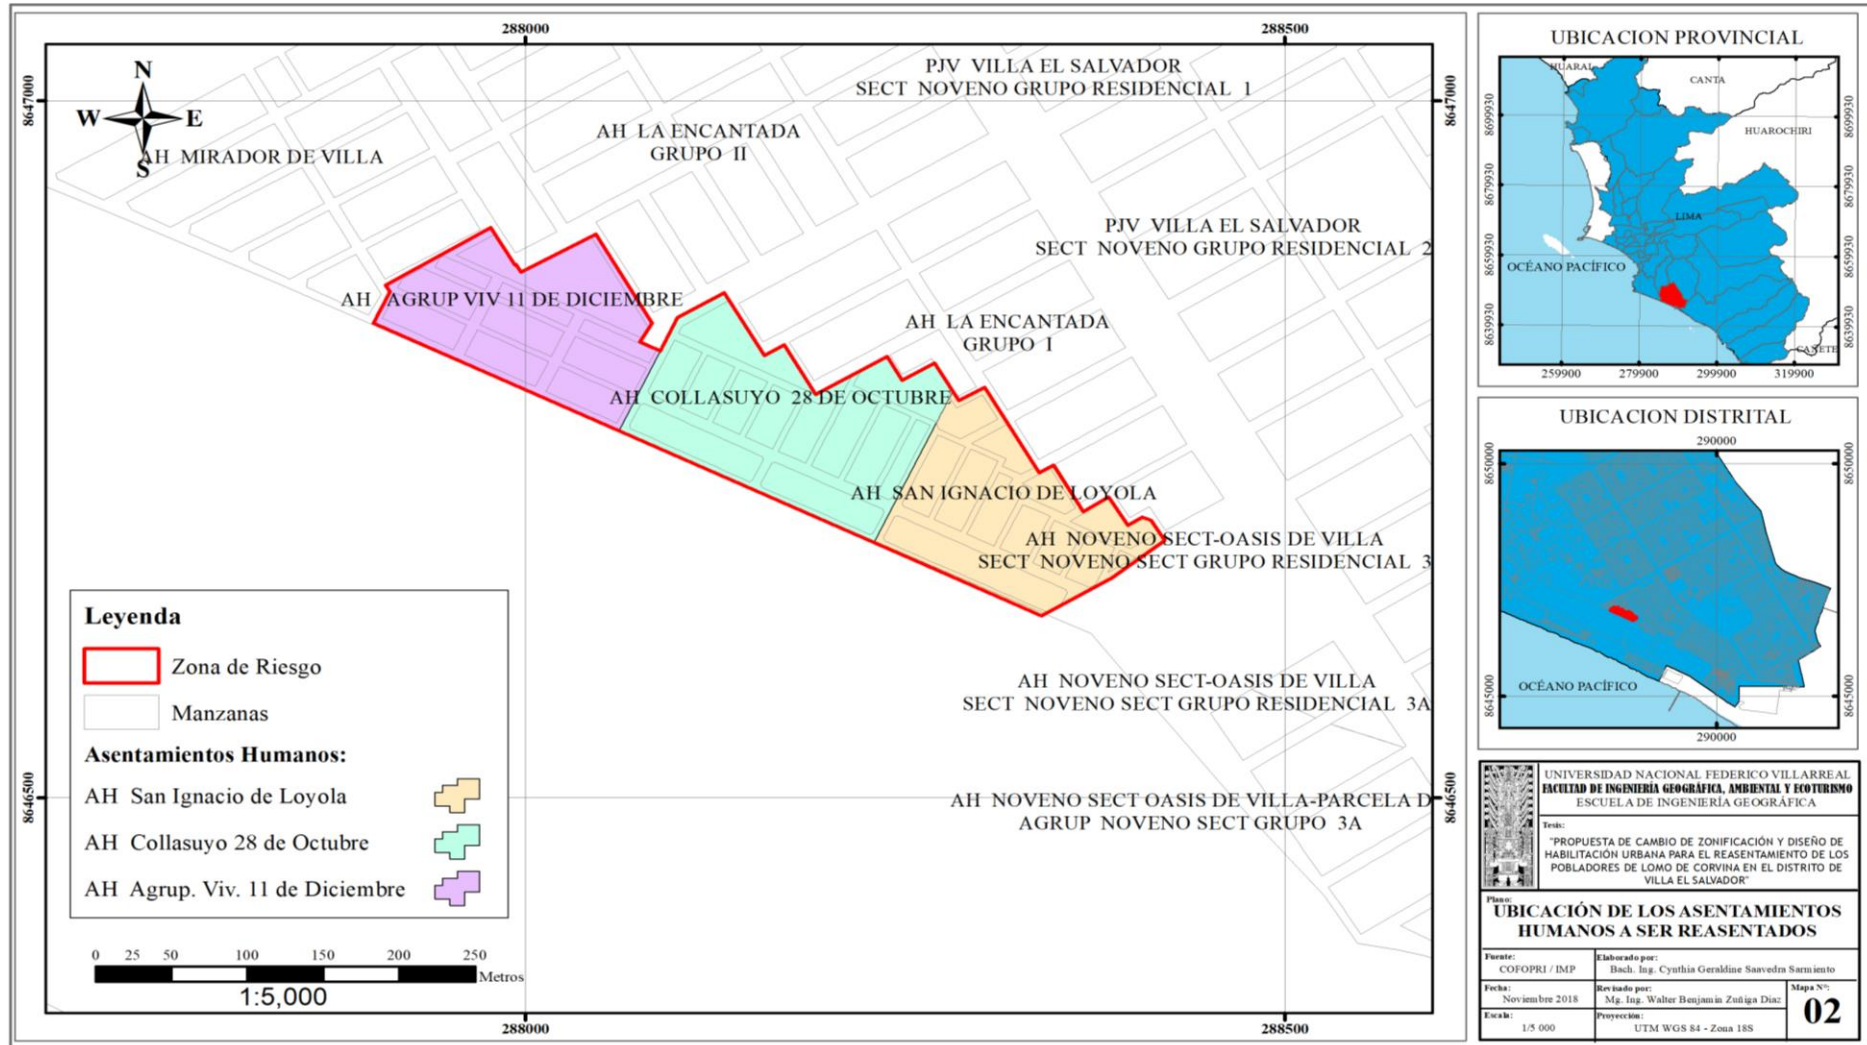 288000
288500
8647000
8647000
N
W
E
S
PJV VILLA EL SALVADOR
SECT NOVENO GRUPO RESIDENCIAL 1
AH LA ENCANTADA
GRUPO II
AH MIRADOR DE VILLA
PJV VILLA EL SALVADOR
SECT NOVENO GRUPO RESIDENCIAL 2
AH AGRUP VIV 11 DE DICIEMBRE
AH LA ENCANTADA
GRUPO I
AH COLLASUYO 28 DE OCTUBRE
AH SAN IGNACIO DE LOYOLA
AH NOVENO SECT-OASIS DE VILLA
SECT NOVENO SECT GRUPO RESIDENCIAL 3
AH NOVENO SECT-OASIS DE VILLA
SECT NOVENO SECT GRUPO RESIDENCIAL 3A
AH NOVENO SECT OASIS DE VILLA-PARCELA D
AGRUP NOVENO SECT GRUPO 3A
8646500
8646500
Leyenda
Zona de Riesgo
Manzanas
Asentamientos Humanos:
AH San Ignacio de Loyola
AH Collasuyo 28 de Octubre
AH Agrup. Viv. 11 de Diciembre
0 25 50 100 150 200 250
Metros
1:5,000
288000
288500
UBICACION PROVINCIAL
HUARAL
CANTA
HUAROCHIRI
LIMA
OCÉANO PACÍFICO
CAÑETE
8699930
8679930
8659930
8639930
8699930
8679930
8659930
8639930
259900 279900 299900 319900
UBICACION DISTRITAL
290000
8650000
8650000
OCÉANO PACÍFICO
8645000
8645000
290000
UNIVERSIDAD NACIONAL FEDERICO VILLARREAL
FACULTAD DE INGENIERÍA GEOGRÁFICA, AMBIENTAL Y ECOTURISMO
ESCUELA DE INGENIERÍA GEOGRÁFICA
Tesis:
"PROPUESTA DE CAMBIO DE ZONIFICACIÓN Y DISEÑO DE
HABILITACIÓN URBANA PARA EL REASENTAMIENTO DE LOS
POBLADORES DE LOMO DE CORVINA EN EL DISTRITO DE
VILLA EL SALVADOR"
Plano:
UBICACIÓN DE LOS ASENTAMIENTOS
HUMANOS A SER REASENTADOS
Fuente:
COFOPRI / IMP
Elaborado por:
Bach. Ing. Cynthia Geraldine Saavedra Sarmiento
Fecha:
Noviembre 2018
Revisado por:
Mg. Ing. Walter Benjamin Zuñiga Diaz
Mapa N°:
02
Escala:
1/5 000
Proyección:
UTM WGS 84 - Zona 18S